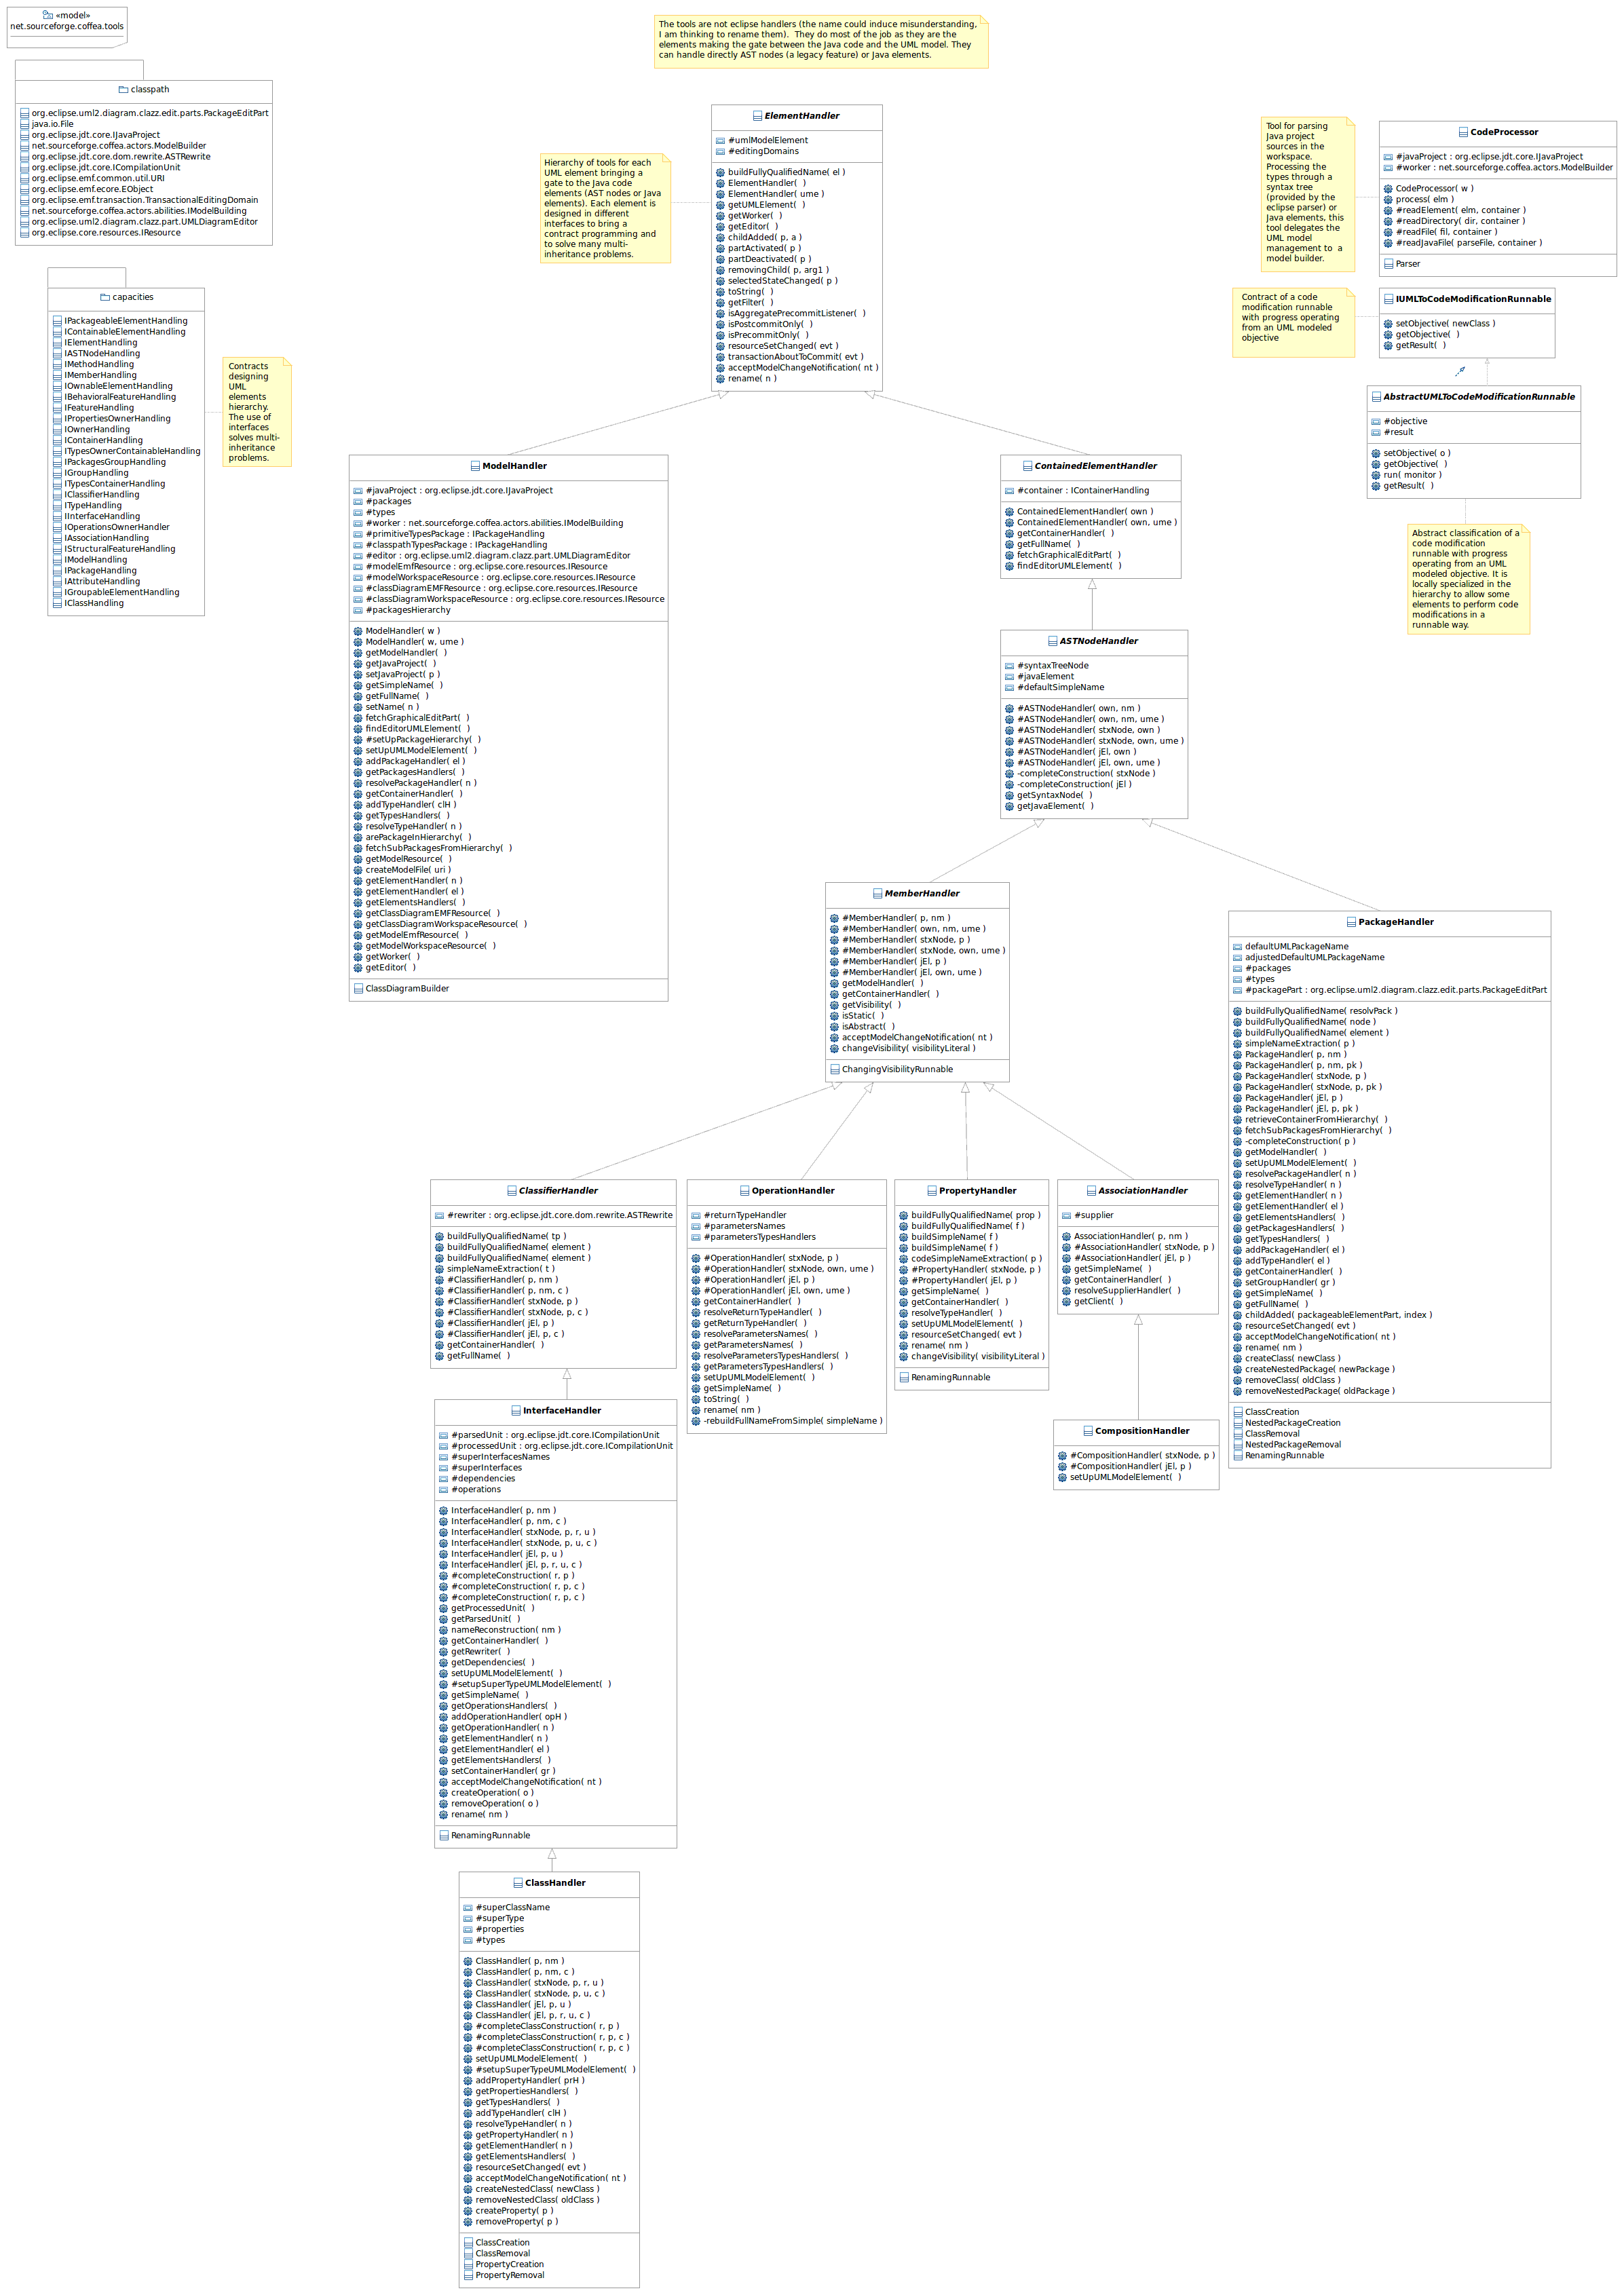 «model»
net.sourceforge.coffea.tools
classpath
org.eclipse.uml2.diagram.clazz.edit.parts.PackageEditPart
java.io.File
org.eclipse.jdt.core.IJavaProject
net.sourceforge.coffea.actors.ModelBuilder
org.eclipse.jdt.core.dom.rewrite.ASTRewrite
org.eclipse.jdt.core.ICompilationUnit
org.eclipse.emf.common.util.URI
org.eclipse.emf.ecore.EObject
org.eclipse.emf.transaction.TransactionalEditingDomain
net.sourceforge.coffea.actors.abilities.IModelBuilding
org.eclipse.uml2.diagram.clazz.part.UMLDiagramEditor
org.eclipse.core.resources.IResource
capacities
IPackageableElementHandling
IContainableElementHandling
IElementHandling
IASTNodeHandling
IMethodHandling
IMemberHandling
IOwnableElementHandling
IBehavioralFeatureHandling
IFeatureHandling
IPropertiesOwnerHandling
IOwnerHandling
IContainerHandling
ITypesOwnerContainableHandling
IPackagesGroupHandling
IGroupHandling
ITypesContainerHandling
IClassifierHandling
ITypeHandling
IInterfaceHandling
IOperationsOwnerHandler
IAssociationHandling
IStructuralFeatureHandling
IModelHandling
IPackageHandling
IAttributeHandling
IGroupableElementHandling
IClassHandling
Contracts
designing
UML
elements
hierarchy.
The use of
interfaces
solves multi-
inheritance
problems.
The tools are not eclipse handlers (the name could induce misunderstanding,
I am thinking to rename them).  They do most of the job as they are the
elements making the gate between the Java code and the UML model. They
can handle directly AST nodes (a legacy feature) or Java elements.
Hierarchy of tools for each
UML element bringing a
gate to the Java code
elements (AST nodes or Java
elements). Each element is
designed in different
interfaces to bring a
contract programming and
to solve many multi-
inheritance problems.
ElementHandler
#umlModelElement
#editingDomains
buildFullyQualifiedName( el )
ElementHandler(  )
ElementHandler( ume )
getUMLElement(  )
getWorker(  )
getEditor(  )
childAdded( p, a )
partActivated( p )
partDeactivated( p )
removingChild( p, arg1 )
selectedStateChanged( p )
toString(  )
getFilter(  )
isAggregatePrecommitListener(  )
isPostcommitOnly(  )
isPrecommitOnly(  )
resourceSetChanged( evt )
transactionAboutToCommit( evt )
acceptModelChangeNotification( nt )
rename( n )
Tool for parsing
Java project
sources in the
workspace.
Processing the
types through a
syntax tree
(provided by the
eclipse parser) or
Java elements, this
tool delegates the
UML model
management to  a
model builder.
CodeProcessor
#javaProject : org.eclipse.jdt.core.IJavaProject
#worker : net.sourceforge.coffea.actors.ModelBuilder
CodeProcessor( w )
process( elm )
#readElement( elm, container )
#readDirectory( dir, container )
#readFile( fil, container )
#readJavaFile( parseFile, container )
Parser
Contract of a code
modification runnable
with progress operating
from an UML modeled
objective
IUMLToCodeModificationRunnable
setObjective( newClass )
getObjective(  )
getResult(  )
AbstractUMLToCodeModificationRunnable
#objective
#result
setObjective( o )
getObjective(  )
run( monitor )
getResult(  )
Abstract classification of a
code modification
runnable with progress
operating from an UML
modeled objective. It is
locally specialized in the
hierarchy to allow some
elements to perform code
modifications in a
runnable way.
ModelHandler
#javaProject : org.eclipse.jdt.core.IJavaProject
#packages
#types
#worker : net.sourceforge.coffea.actors.abilities.IModelBuilding
#primitiveTypesPackage : IPackageHandling
#classpathTypesPackage : IPackageHandling
#editor : org.eclipse.uml2.diagram.clazz.part.UMLDiagramEditor
#modelEmfResource : org.eclipse.core.resources.IResource
#modelWorkspaceResource : org.eclipse.core.resources.IResource
#classDiagramEMFResource : org.eclipse.core.resources.IResource
#classDiagramWorkspaceResource : org.eclipse.core.resources.IResource
#packagesHierarchy
ModelHandler( w )
ModelHandler( w, ume )
getModelHandler(  )
getJavaProject(  )
setJavaProject( p )
getSimpleName(  )
getFullName(  )
setName( n )
fetchGraphicalEditPart(  )
findEditorUMLElement(  )
#setUpPackageHierarchy(  )
setUpUMLModelElement(  )
addPackageHandler( el )
getPackagesHandlers(  )
resolvePackageHandler( n )
getContainerHandler(  )
addTypeHandler( clH )
getTypesHandlers(  )
resolveTypeHandler( n )
arePackageInHierarchy(  )
fetchSubPackagesFromHierarchy(  )
getModelResource(  )
createModelFile( uri )
getElementHandler( n )
getElementHandler( el )
getElementsHandlers(  )
getClassDiagramEMFResource(  )
getClassDiagramWorkspaceResource(  )
getModelEmfResource(  )
getModelWorkspaceResource(  )
getWorker(  )
getEditor(  )
ClassDiagramBuilder
ContainedElementHandler
#container : IContainerHandling
ContainedElementHandler( own )
ContainedElementHandler( own, ume )
getContainerHandler(  )
getFullName(  )
fetchGraphicalEditPart(  )
findEditorUMLElement(  )
ASTNodeHandler
#syntaxTreeNode
#javaElement
#defaultSimpleName
#ASTNodeHandler( own, nm )
#ASTNodeHandler( own, nm, ume )
#ASTNodeHandler( stxNode, own )
#ASTNodeHandler( stxNode, own, ume )
#ASTNodeHandler( jEl, own )
#ASTNodeHandler( jEl, own, ume )
-completeConstruction( stxNode )
-completeConstruction( jEl )
getSyntaxNode(  )
getJavaElement(  )
MemberHandler
#MemberHandler( p, nm )
#MemberHandler( own, nm, ume )
#MemberHandler( stxNode, p )
#MemberHandler( stxNode, own, ume )
#MemberHandler( jEl, p )
#MemberHandler( jEl, own, ume )
getModelHandler(  )
getContainerHandler(  )
getVisibility(  )
isStatic(  )
isAbstract(  )
acceptModelChangeNotification( nt )
changeVisibility( visibilityLiteral )
ChangingVisibilityRunnable
PackageHandler
defaultUMLPackageName
adjustedDefaultUMLPackageName
#packages
#types
#packagePart : org.eclipse.uml2.diagram.clazz.edit.parts.PackageEditPart
buildFullyQualifiedName( resolvPack )
buildFullyQualifiedName( node )
buildFullyQualifiedName( element )
simpleNameExtraction( p )
PackageHandler( p, nm )
PackageHandler( p, nm, pk )
PackageHandler( stxNode, p )
PackageHandler( stxNode, p, pk )
PackageHandler( jEl, p )
PackageHandler( jEl, p, pk )
retrieveContainerFromHierarchy(  )
fetchSubPackagesFromHierarchy(  )
-completeConstruction( p )
getModelHandler(  )
setUpUMLModelElement(  )
resolvePackageHandler( n )
resolveTypeHandler( n )
getElementHandler( n )
getElementHandler( el )
getElementsHandlers(  )
getPackagesHandlers(  )
getTypesHandlers(  )
addPackageHandler( el )
addTypeHandler( el )
getContainerHandler(  )
setGroupHandler( gr )
getSimpleName(  )
getFullName(  )
childAdded( packageableElementPart, index )
resourceSetChanged( evt )
acceptModelChangeNotification( nt )
rename( nm )
createClass( newClass )
createNestedPackage( newPackage )
removeClass( oldClass )
removeNestedPackage( oldPackage )
ClassCreation
NestedPackageCreation
ClassRemoval
NestedPackageRemoval
RenamingRunnable
ClassifierHandler
#rewriter : org.eclipse.jdt.core.dom.rewrite.ASTRewrite
buildFullyQualifiedName( tp )
buildFullyQualifiedName( element )
buildFullyQualifiedName( element )
simpleNameExtraction( t )
#ClassifierHandler( p, nm )
#ClassifierHandler( p, nm, c )
#ClassifierHandler( stxNode, p )
#ClassifierHandler( stxNode, p, c )
#ClassifierHandler( jEl, p )
#ClassifierHandler( jEl, p, c )
getContainerHandler(  )
getFullName(  )
OperationHandler
#returnTypeHandler
#parametersNames
#parametersTypesHandlers
#OperationHandler( stxNode, p )
#OperationHandler( stxNode, own, ume )
#OperationHandler( jEl, p )
#OperationHandler( jEl, own, ume )
getContainerHandler(  )
resolveReturnTypeHandler(  )
getReturnTypeHandler(  )
resolveParametersNames(  )
getParametersNames(  )
resolveParametersTypesHandlers(  )
getParametersTypesHandlers(  )
setUpUMLModelElement(  )
getSimpleName(  )
toString(  )
rename( nm )
-rebuildFullNameFromSimple( simpleName )
PropertyHandler
buildFullyQualifiedName( prop )
buildFullyQualifiedName( f )
buildSimpleName( f )
buildSimpleName( f )
codeSimpleNameExtraction( p )
#PropertyHandler( stxNode, p )
#PropertyHandler( jEl, p )
getSimpleName(  )
getContainerHandler(  )
resolveTypeHandler(  )
setUpUMLModelElement(  )
resourceSetChanged( evt )
rename( nm )
changeVisibility( visibilityLiteral )
RenamingRunnable
AssociationHandler
#supplier
AssociationHandler( p, nm )
#AssociationHandler( stxNode, p )
#AssociationHandler( jEl, p )
getSimpleName(  )
getContainerHandler(  )
resolveSupplierHandler(  )
getClient(  )
CompositionHandler
#CompositionHandler( stxNode, p )
#CompositionHandler( jEl, p )
setUpUMLModelElement(  )
InterfaceHandler
#parsedUnit : org.eclipse.jdt.core.ICompilationUnit
#processedUnit : org.eclipse.jdt.core.ICompilationUnit
#superInterfacesNames
#superInterfaces
#dependencies
#operations
InterfaceHandler( p, nm )
InterfaceHandler( p, nm, c )
InterfaceHandler( stxNode, p, r, u )
InterfaceHandler( stxNode, p, u, c )
InterfaceHandler( jEl, p, u )
InterfaceHandler( jEl, p, r, u, c )
#completeConstruction( r, p )
#completeConstruction( r, p, c )
#completeConstruction( r, p, c )
getProcessedUnit(  )
getParsedUnit(  )
nameReconstruction( nm )
getContainerHandler(  )
getRewriter(  )
getDependencies(  )
setUpUMLModelElement(  )
#setupSuperTypeUMLModelElement(  )
getSimpleName(  )
getOperationsHandlers(  )
addOperationHandler( opH )
getOperationHandler( n )
getElementHandler( n )
getElementHandler( el )
getElementsHandlers(  )
setContainerHandler( gr )
acceptModelChangeNotification( nt )
createOperation( o )
removeOperation( o )
rename( nm )
RenamingRunnable
ClassHandler
#superClassName
#superType
#properties
#types
ClassHandler( p, nm )
ClassHandler( p, nm, c )
ClassHandler( stxNode, p, r, u )
ClassHandler( stxNode, p, u, c )
ClassHandler( jEl, p, u )
ClassHandler( jEl, p, r, u, c )
#completeClassConstruction( r, p )
#completeClassConstruction( r, p, c )
#completeClassConstruction( r, p, c )
setUpUMLModelElement(  )
#setupSuperTypeUMLModelElement(  )
addPropertyHandler( prH )
getPropertiesHandlers(  )
getTypesHandlers(  )
addTypeHandler( clH )
resolveTypeHandler( n )
getPropertyHandler( n )
getElementHandler( n )
getElementsHandlers(  )
resourceSetChanged( evt )
acceptModelChangeNotification( nt )
createNestedClass( newClass )
removeNestedClass( oldClass )
createProperty( p )
removeProperty( p )
ClassCreation
ClassRemoval
PropertyCreation
PropertyRemoval